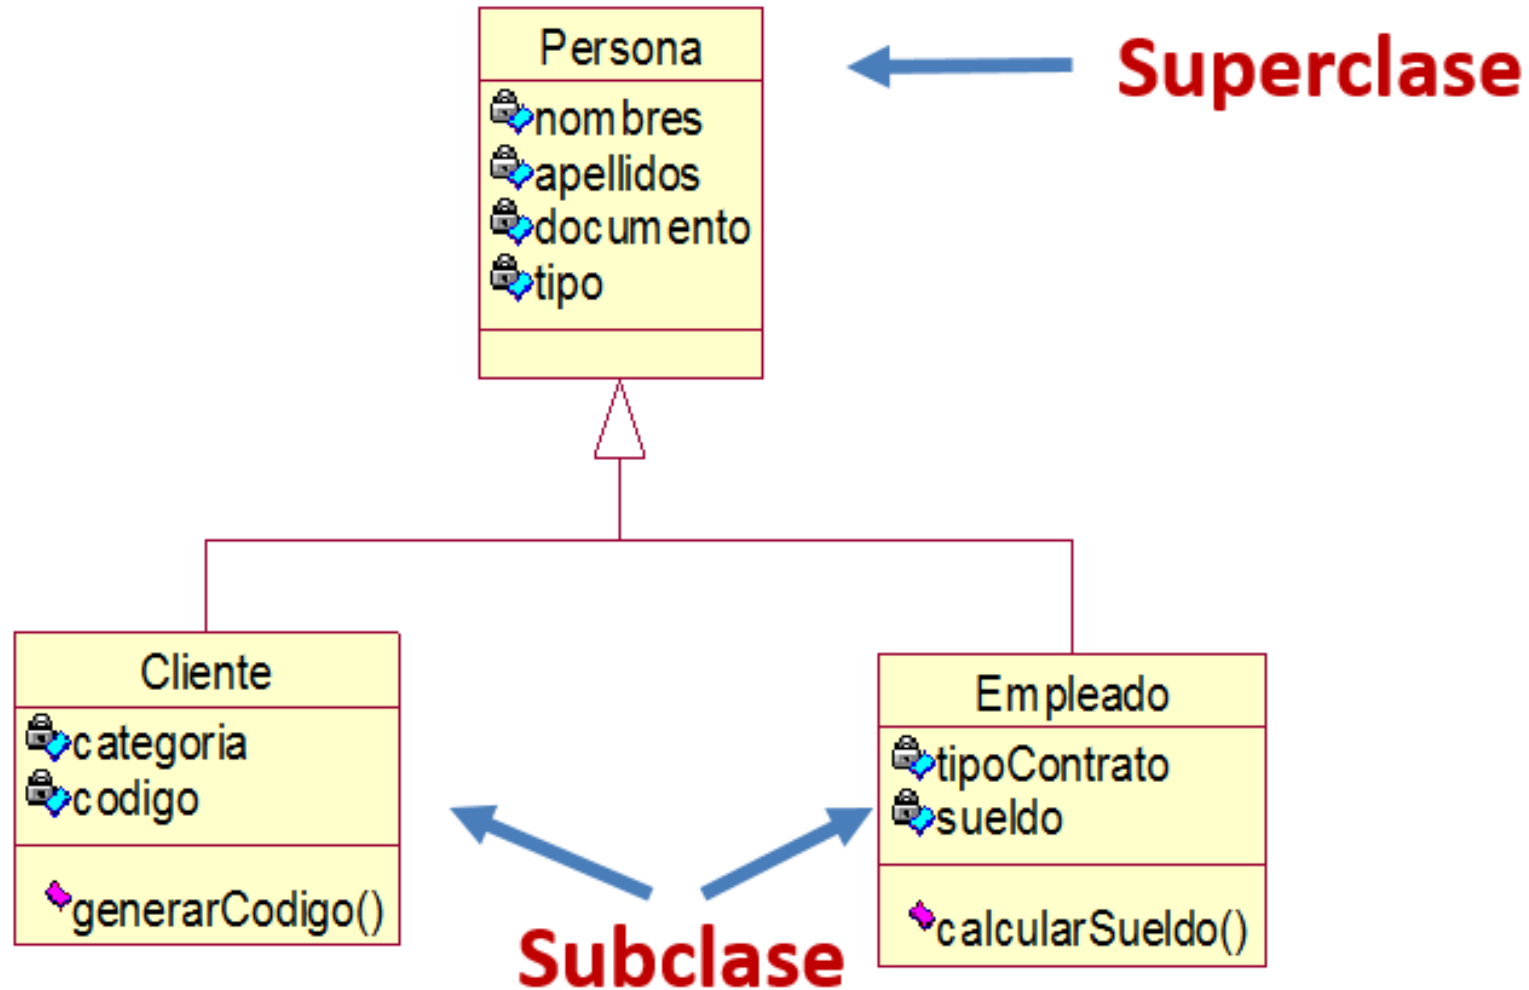 Persona
Superclase
nombres
apellidos
documento
tipo
Cliente
categoria
codigo
generarCodigo()
Empleado
tipoContrato
sueldo
calcularSueldo()
Subclase